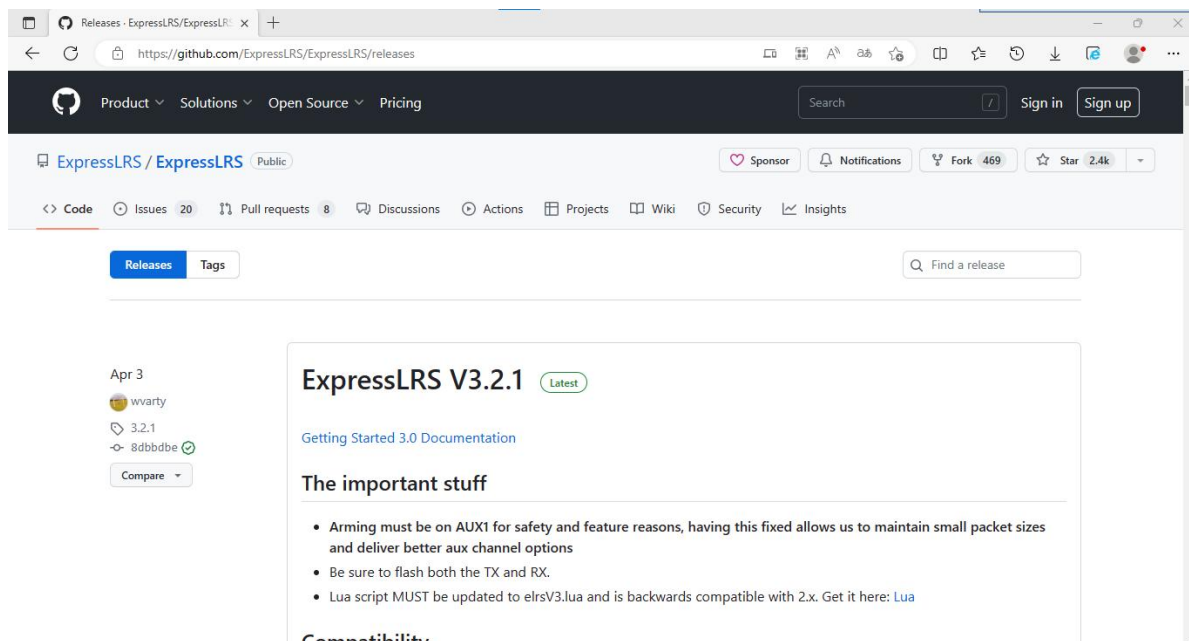 Releases · ExpressLRS/ExpressLRS
https://github.com/ExpressLRS/ExpressLRS/releases
Product Solutions Open Source Pricing Search / Sign in Sign up
ExpressLRS / ExpressLRS Public Sponsor Notifications Fork 469 Star 2.4k
Code Issues 20 Pull requests 8 Discussions Actions Projects Wiki Security Insights
Releases Tags Find a release
Apr 3
wvarty
3.2.1
8dbbdbe
Compare
ExpressLRS V3.2.1 Latest
Getting Started 3.0 Documentation
The important stuff
• Arming must be on AUX1 for safety and feature reasons, having this fixed allows us to maintain small packet sizes
and deliver better aux channel options
• Be sure to flash both the TX and RX.
• Lua script MUST be updated to elrsV3.lua and is backwards compatible with 2.x. Get it here: Lua
Compatibility